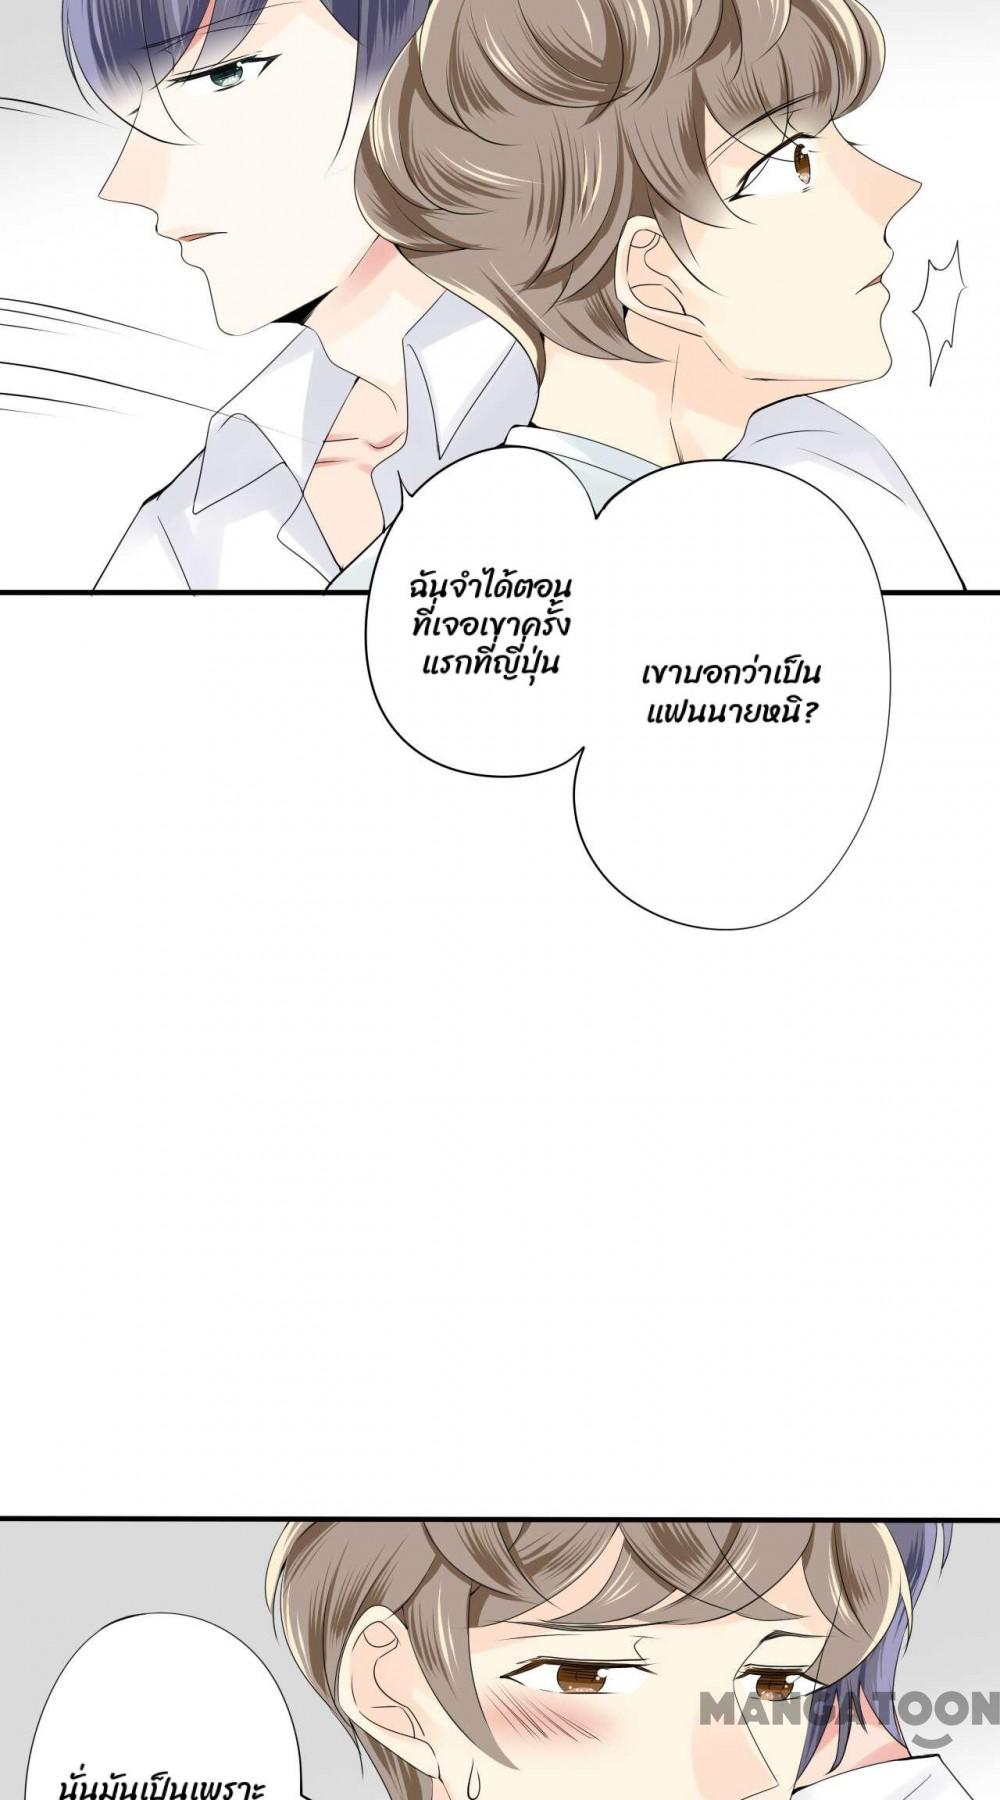 ฉันจำได้ตอน
ที่เจอเขาครั้ง
แรกที่ญี่ปุ่น
เขาบอกว่าเป็น
แฟนนายหนิ?
MANGATOON
นั่นมันเป็นเพราะ